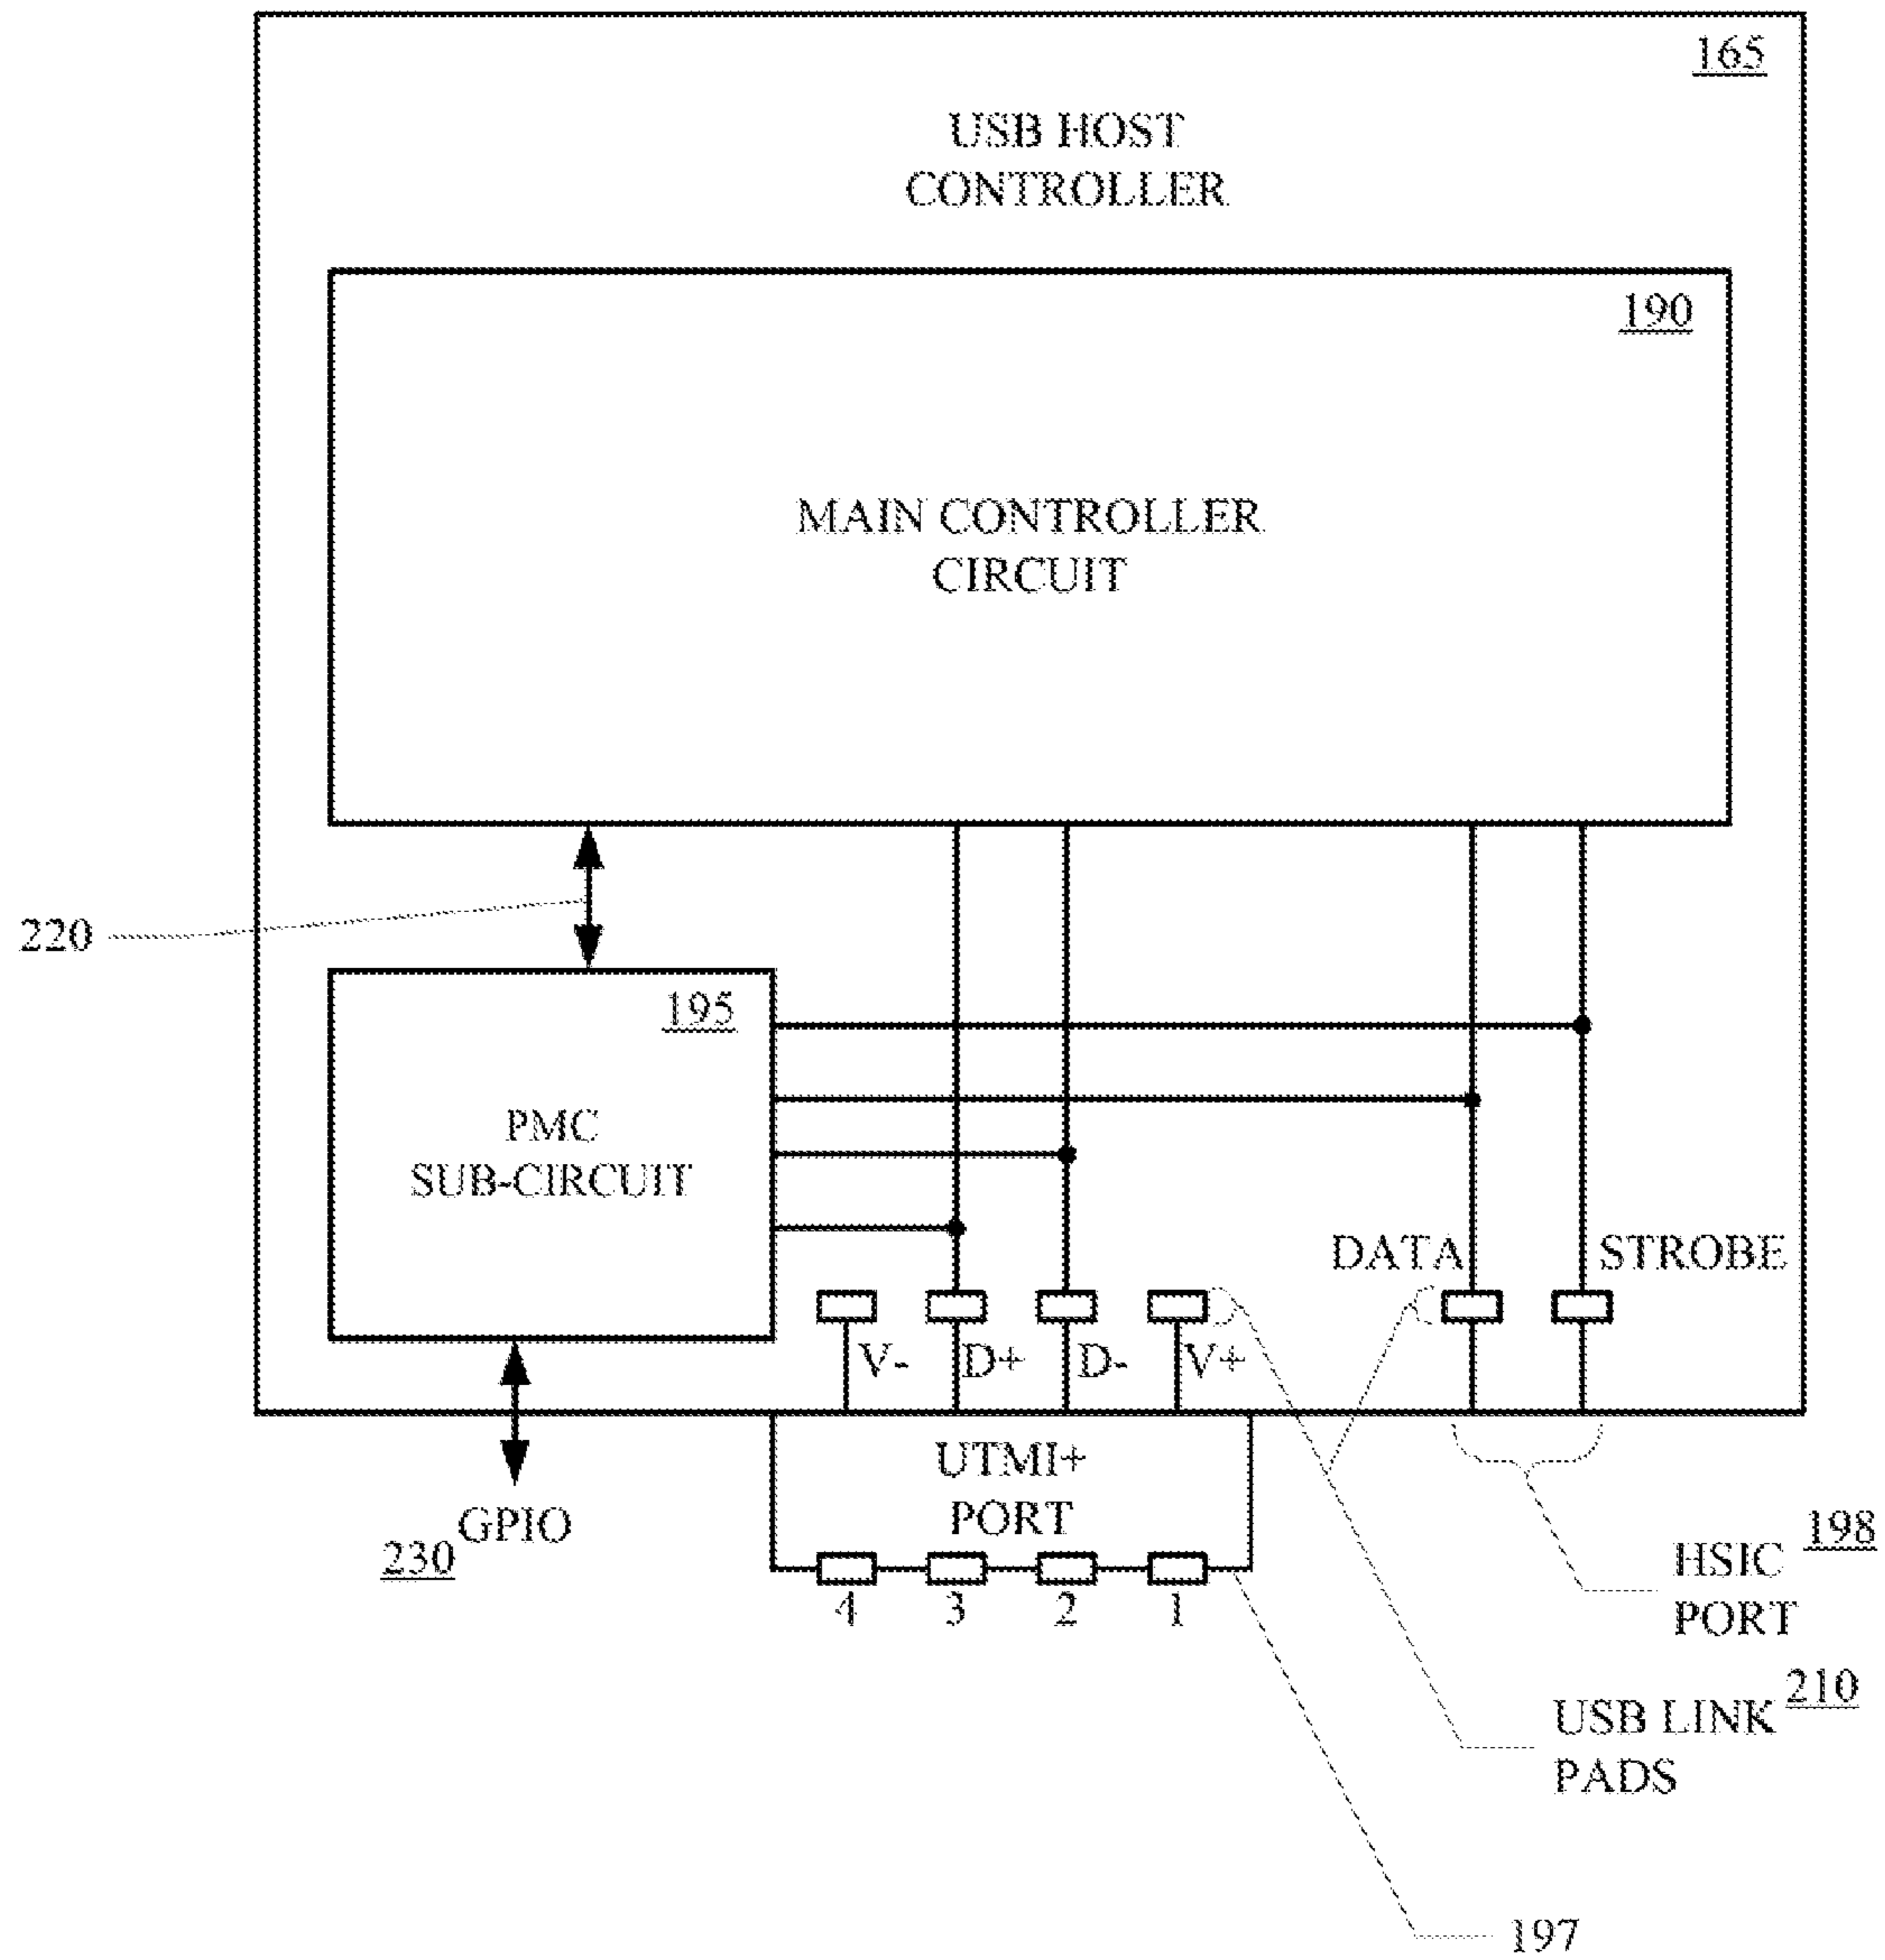 165
USB HOST
CONTROLLER
190
MAIN CONTROLLER
CIRCUIT
220
195
PMC
SUB-CIRCUIT
DATA
STROBE
V-
D+
D-
V+
UTMI+
PORT
GPIO
230
4
3
2
1
198
HSIC
PORT
210
USB LINK
PADS
197